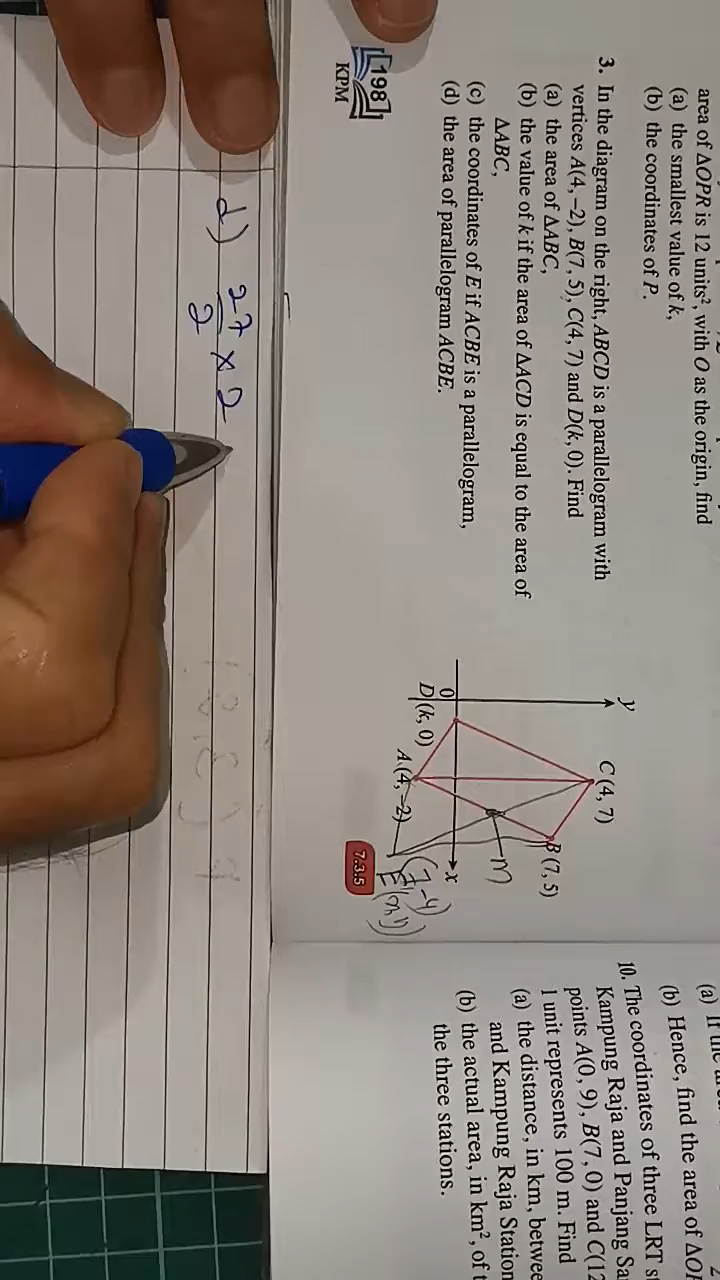 area of ΔOPR is 12 units², with O as the origin, find
(a) the smallest value of k,
(b) the coordinates of P.
3. In the diagram on the right, ABCD is a parallelogram with
vertices A(4, –2), B(7, 5), C(4, 7) and D(k, 0). Find
(a) the area of ΔABC,
(b) the value of k if the area of ΔACD is equal to the area of
ΔABC,
(c) the coordinates of E if ACBE is a parallelogram,
(d) the area of parallelogram ACBE.
198
KPM
y
C(4, 7)
B(7, 5)
M
0
x
D(k, 0)
A(4, –2)
(7, -4)
E(x, y)
7.3.5
d) 27/2 × 2
(a)
(b) Hence, find the area of ΔO
10. The coordinates of three LRT s
Kampung Raja and Panjang Sa
points A(0, 9), B(7, 0) and C(12
1 unit represents 100 m. Find
(a) the distance, in km, betwee
and Kampung Raja Station
(b) the actual area, in km², of t
the three stations.